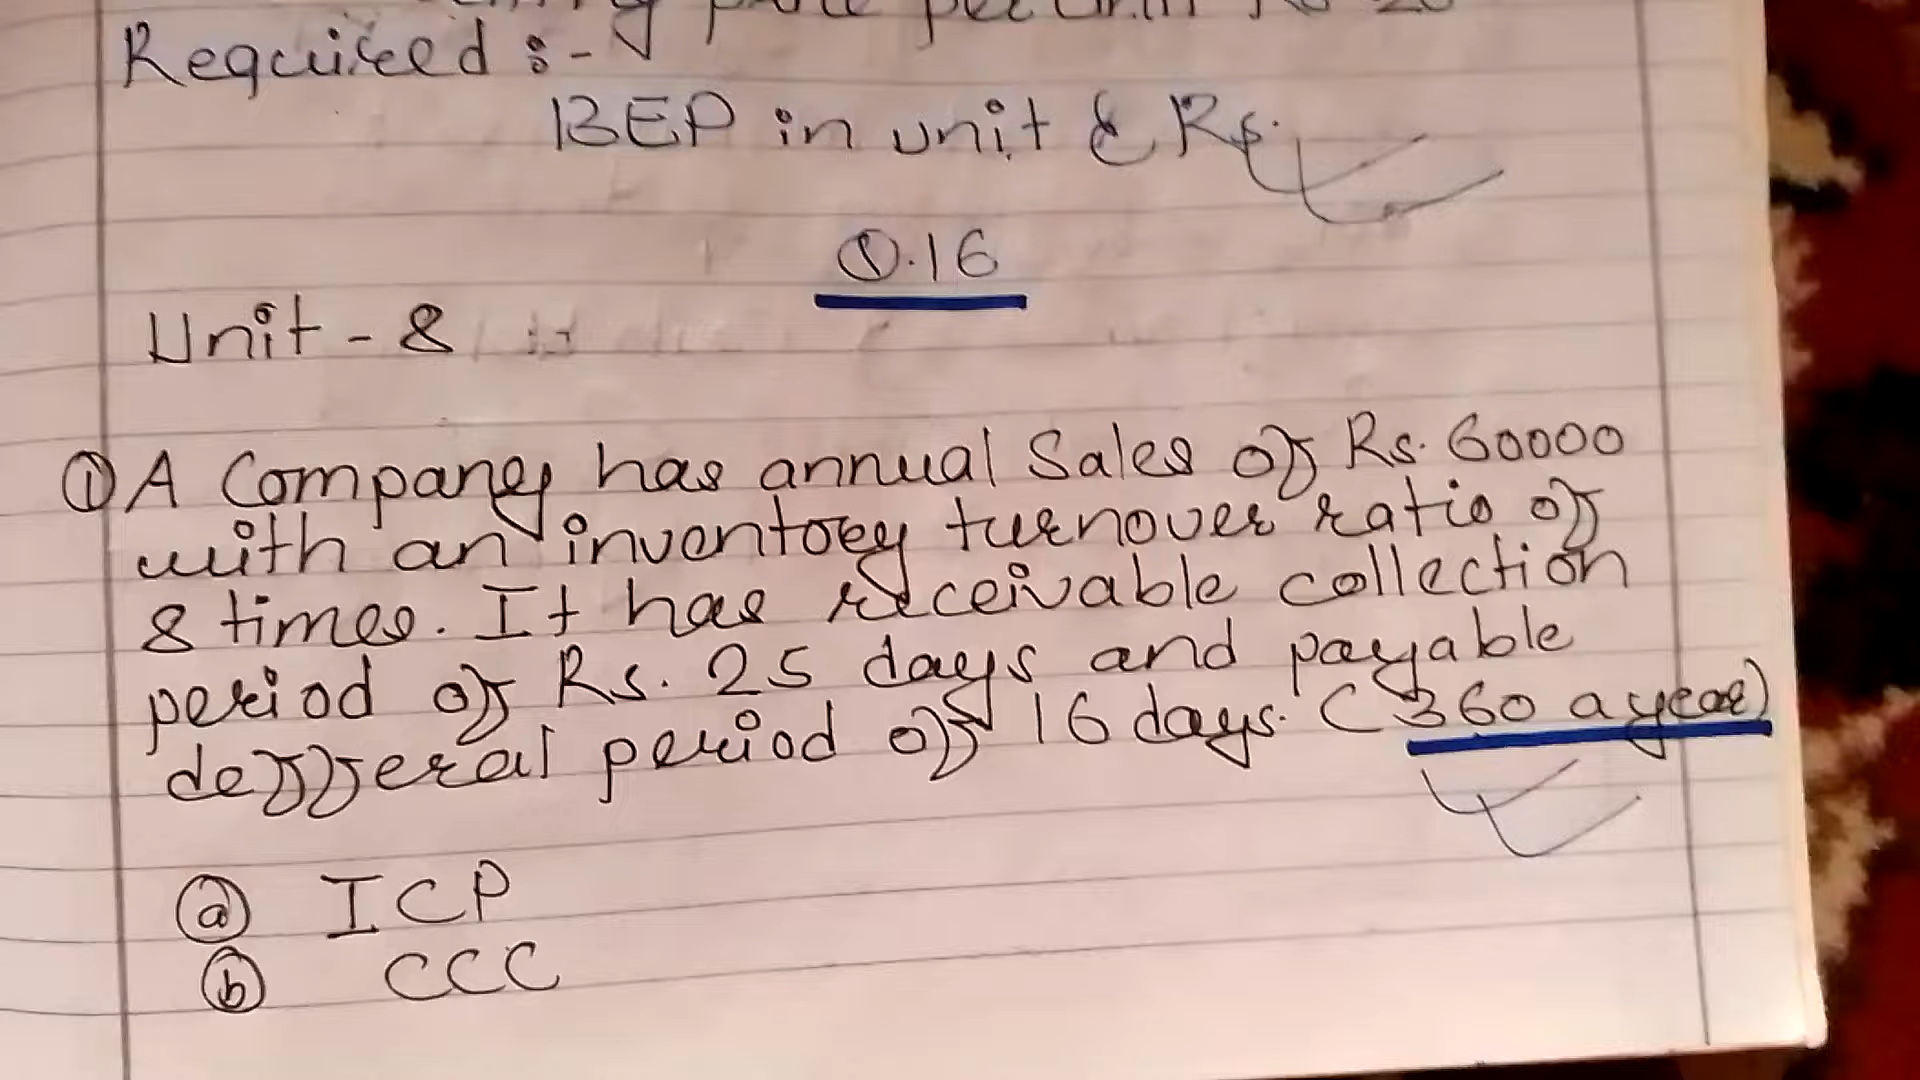 Required :-
BEP in unit & Rs.
Q.16
Unit - 8
① A Company has annual Sales of Rs. 60000
with an inventory turnover ratio of
8 times. It has receivable collection
period of Rs. 25 days and payable
defferal period of 16 days. (360 a year)
ⓐ ICP
ⓑ CCC